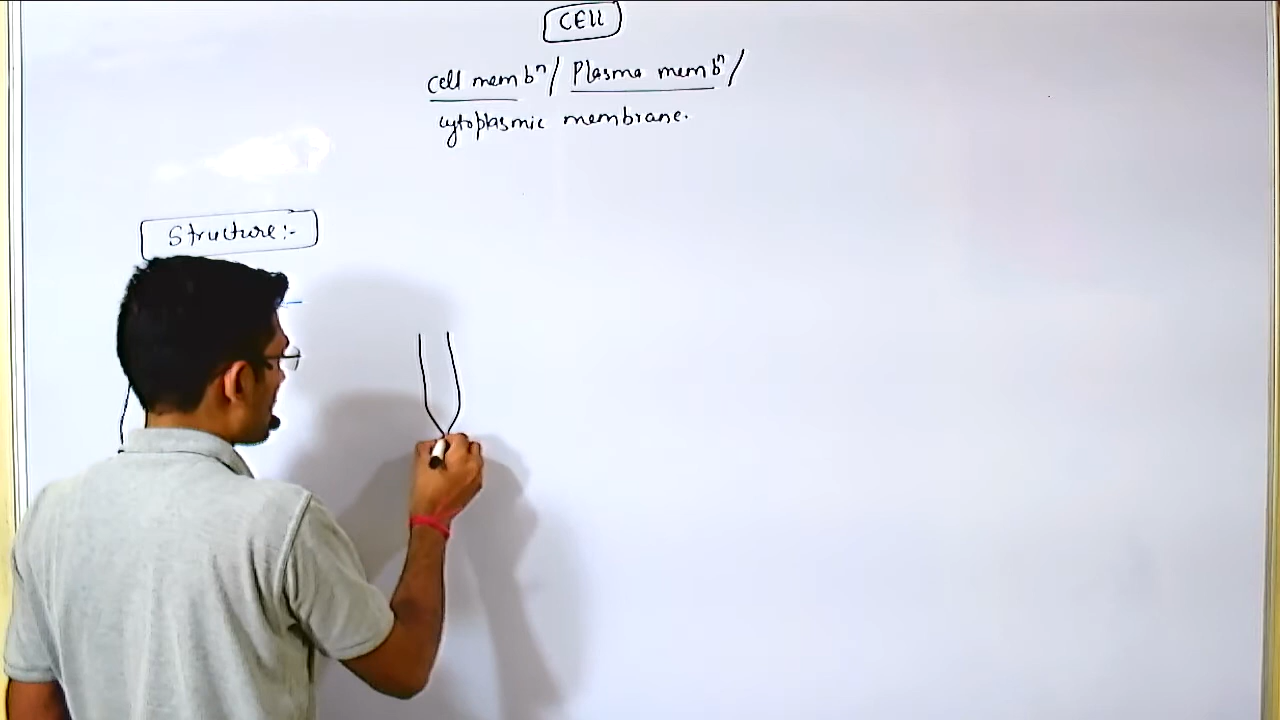 CELL
Cell membⁿ/ Plasma membⁿ/
cytoplasmic membrane.
Structure:-